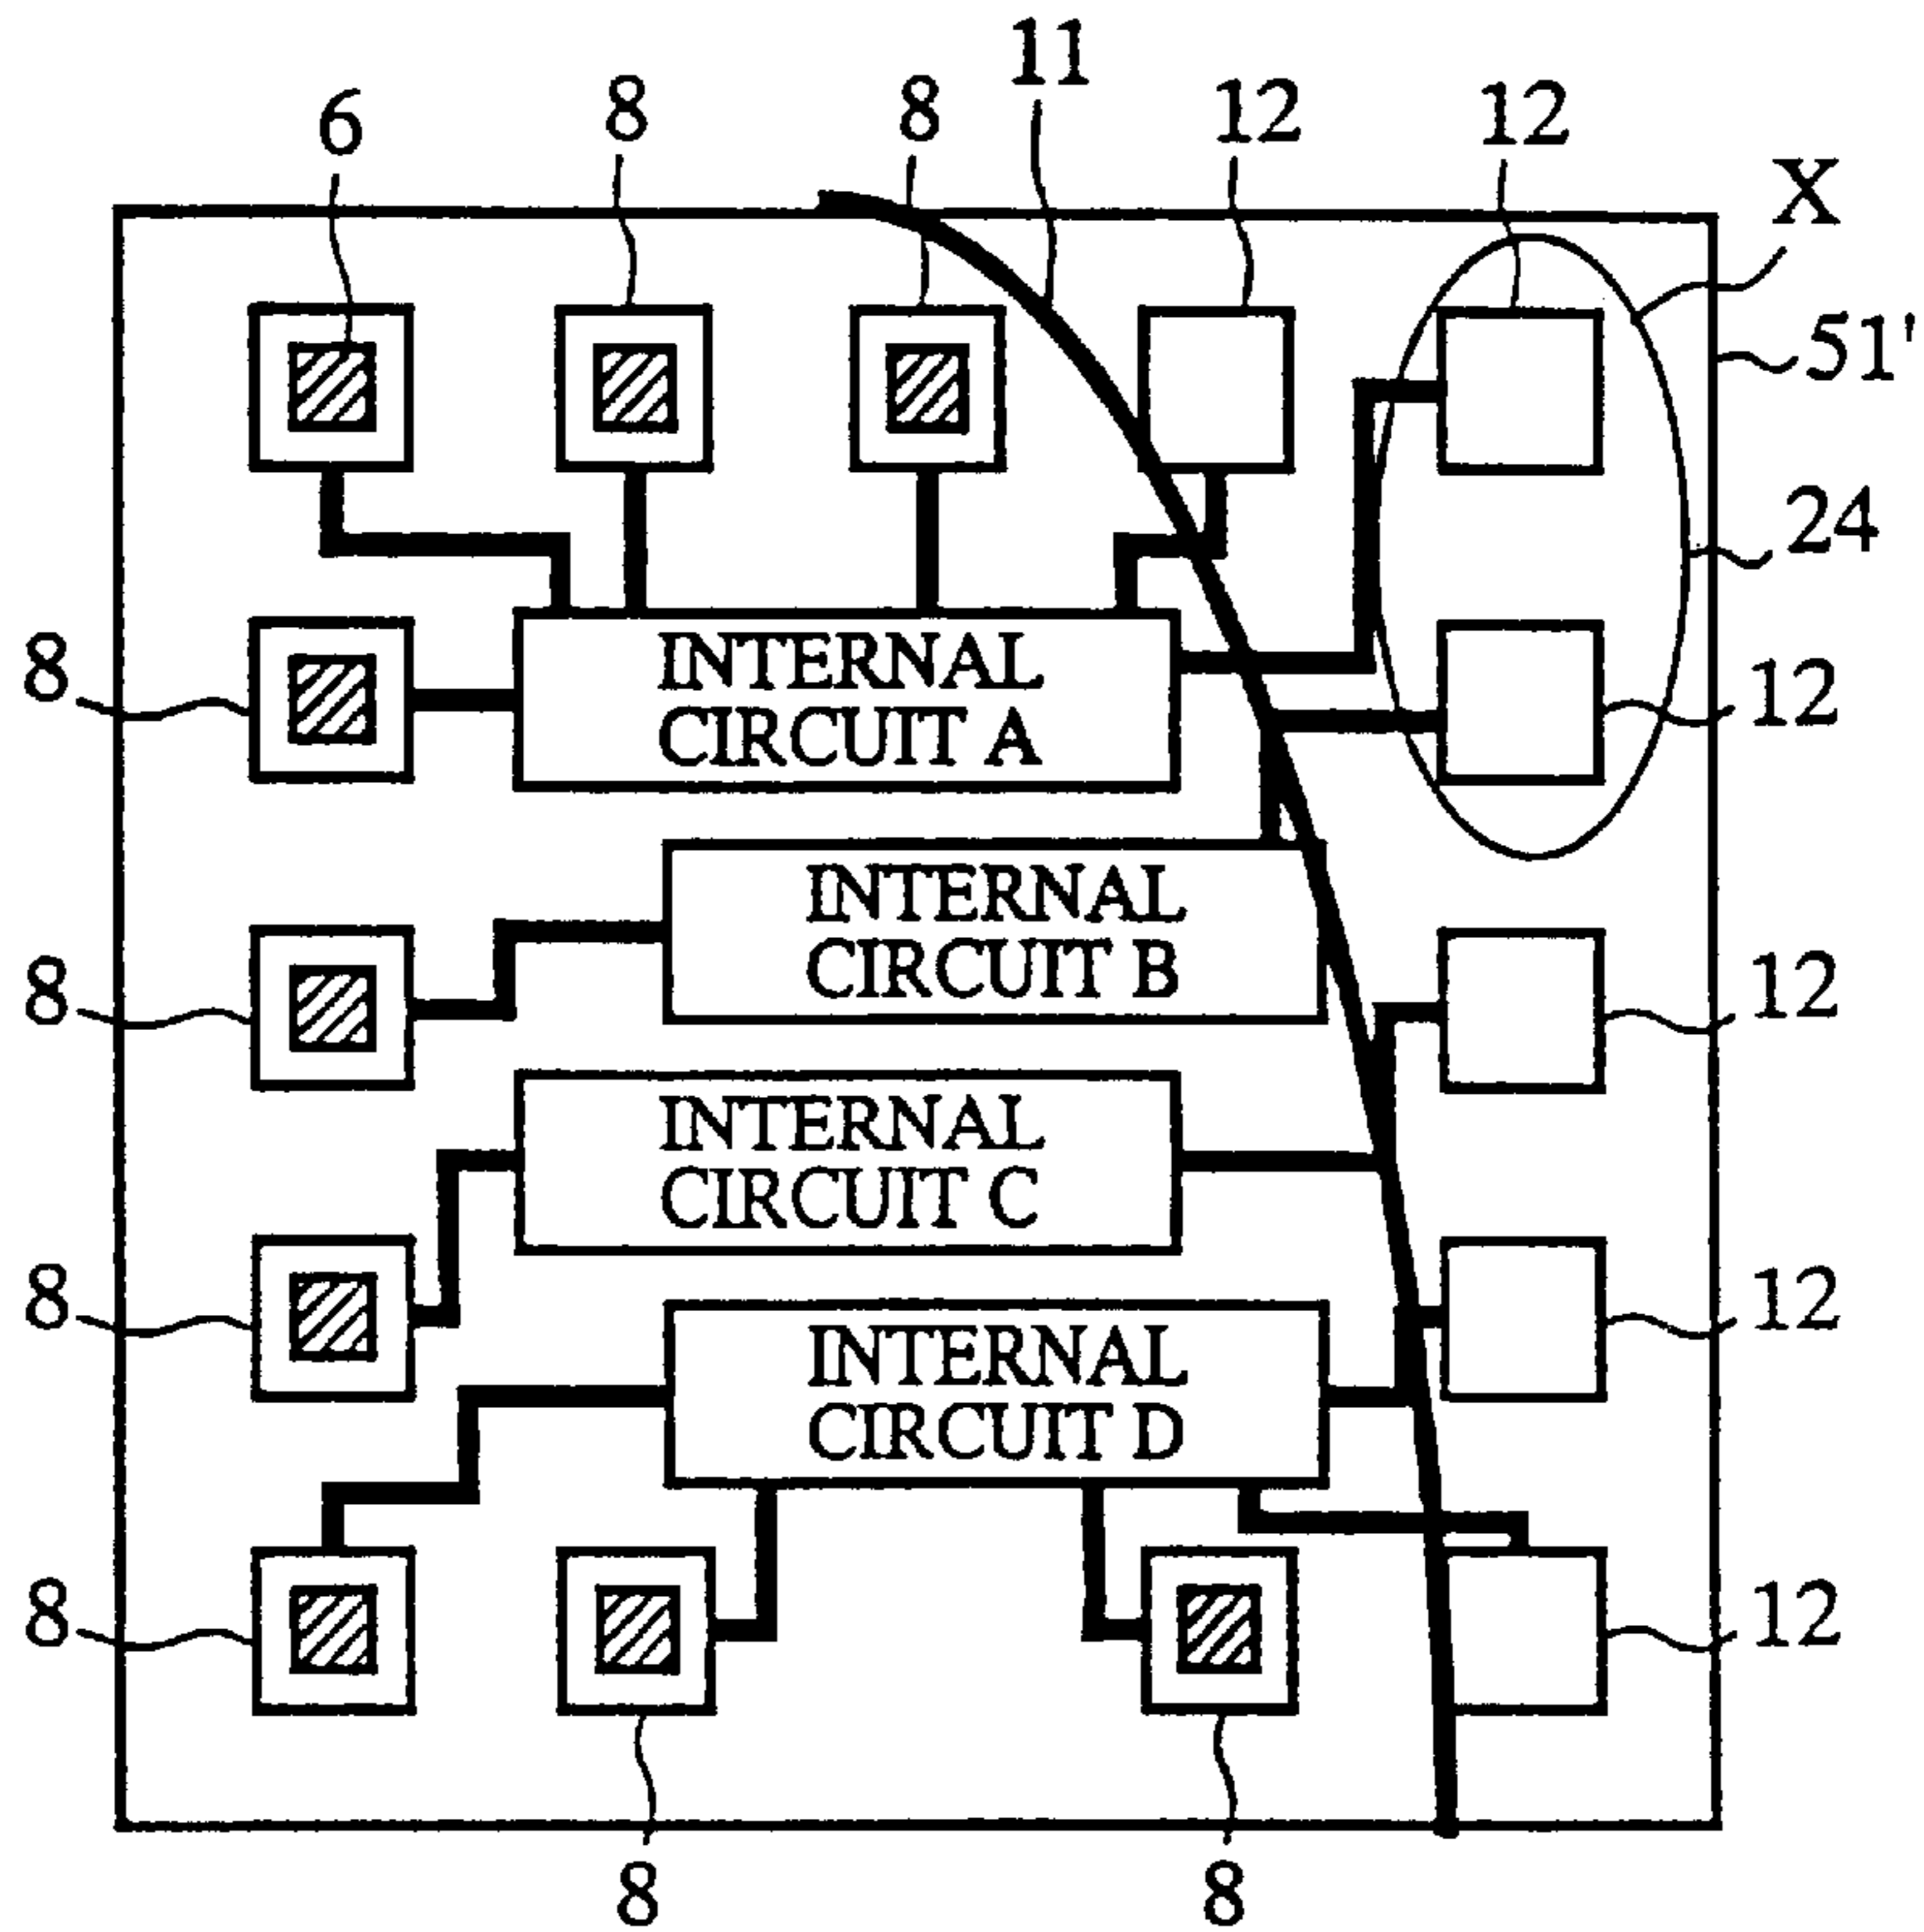 11
6 8 8 12 12
X
51'
24
INTERNAL
CIRCUIT A
8 12
INTERNAL
CIRCUIT B
8 12
INTERNAL
CIRCUIT C
8 12
INTERNAL
CIRCUIT D
8 12
8 8